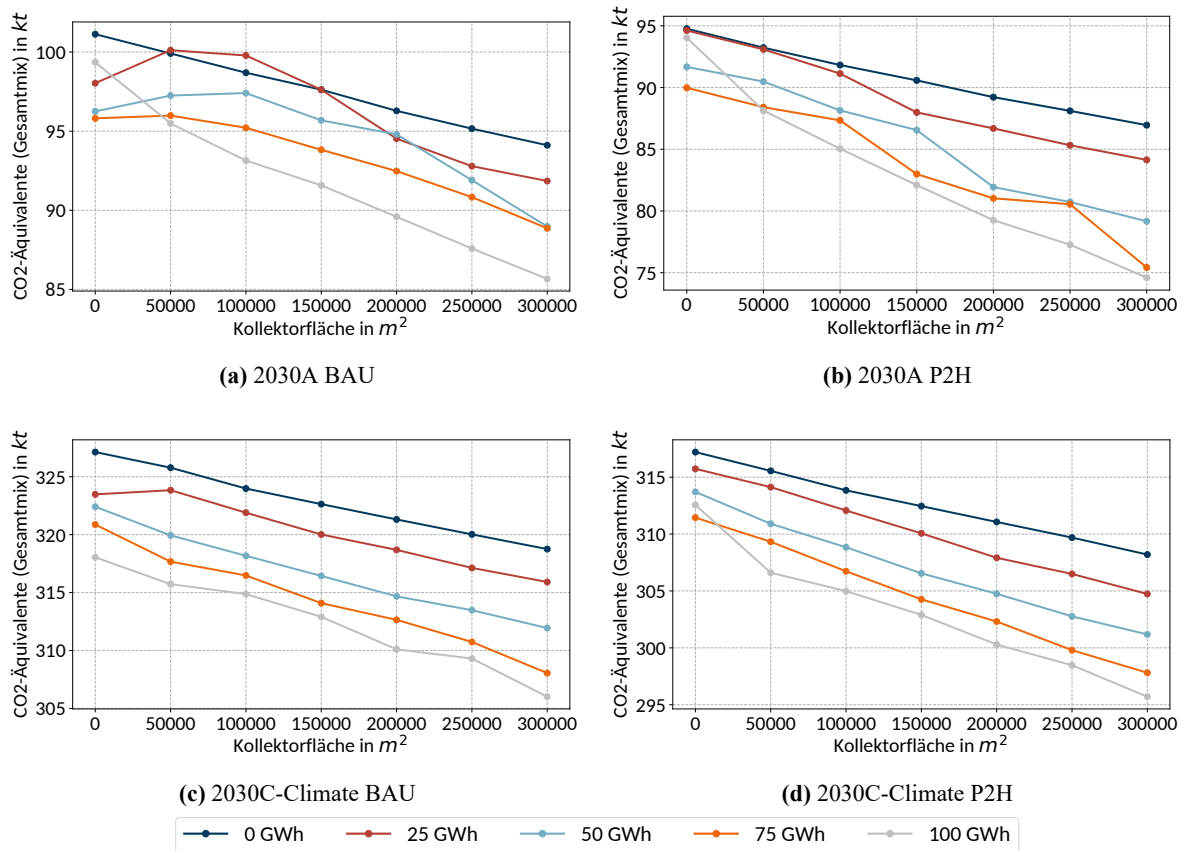 CO2-Äquivalente (Gesamtmix) in kt
100
95
90
85
0 50000 100000 150000 200000 250000 300000
Kollektorfläche in m²
(a) 2030A BAU
CO2-Äquivalente (Gesamtmix) in kt
95
90
85
80
75
0 50000 100000 150000 200000 250000 300000
Kollektorfläche in m²
(b) 2030A P2H
CO2-Äquivalente (Gesamtmix) in kt
325
320
315
310
305
0 50000 100000 150000 200000 250000 300000
Kollektorfläche in m²
(c) 2030C-Climate BAU
CO2-Äquivalente (Gesamtmix) in kt
315
310
305
300
295
0 50000 100000 150000 200000 250000 300000
Kollektorfläche in m²
(d) 2030C-Climate P2H
0 GWh 25 GWh 50 GWh 75 GWh 100 GWh